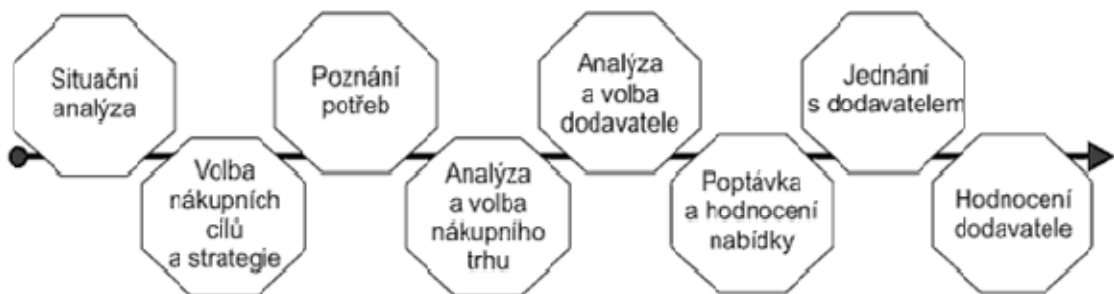 Situační
analýza
Volba
nákupních
cílů
a strategie
Poznání
potřeb
Analýza
a volba
nákupního
trhu
Analýza
a volba
dodavatele
Poptávka
a hodnocení
nabídky
Jednání
s dodavatelem
Hodnocení
dodavatele